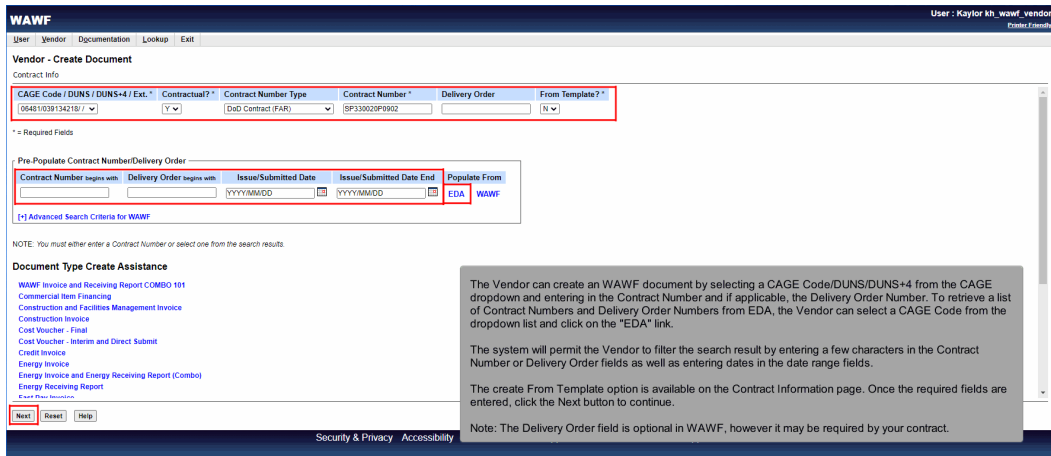 WAWF
User : Kaylor kh_wawf_vendor
Printer Friendly
User Vendor Documentation Lookup Exit
Vendor - Create Document
Contract Info
CAGE Code / DUNS / DUNS+4 / Ext. * Contractual? * Contract Number Type Contract Number * Delivery Order From Template? *
06481/039134218/ / Y DoD Contract (FAR) SP330020P0902 N
* = Required Fields
Pre-Populate Contract Number/Delivery Order
Contract Number begins with Delivery Order begins with Issue/Submitted Date Issue/Submitted Date End Populate From
YYYY/MM/DD YYYY/MM/DD EDA WAWF
[+] Advanced Search Criteria for WAWF
NOTE: You must either enter a Contract Number or select one from the search results.
Document Type Create Assistance
WAWF Invoice and Receiving Report COMBO 101
Commercial Item Financing
Construction and Facilities Management Invoice
Construction Invoice
Cost Voucher - Final
Cost Voucher - Interim and Direct Submit
Credit Invoice
Energy Invoice
Energy Invoice and Energy Receiving Report (Combo)
Energy Receiving Report
Fast Pay Invoice
The Vendor can create an WAWF document by selecting a CAGE Code/DUNS/DUNS+4 from the CAGE
dropdown and entering in the Contract Number and if applicable, the Delivery Order Number. To retrieve a list
of Contract Numbers and Delivery Order Numbers from EDA, the Vendor can select a CAGE Code from the
dropdown list and click on the "EDA" link.
The system will permit the Vendor to filter the search result by entering a few characters in the Contract
Number or Delivery Order fields as well as entering dates in the date range fields.
The create From Template option is available on the Contract Information page. Once the required fields are
entered, click the Next button to continue.
Note: The Delivery Order field is optional in WAWF, however it may be required by your contract.
Next Reset Help
Security & Privacy Accessibility